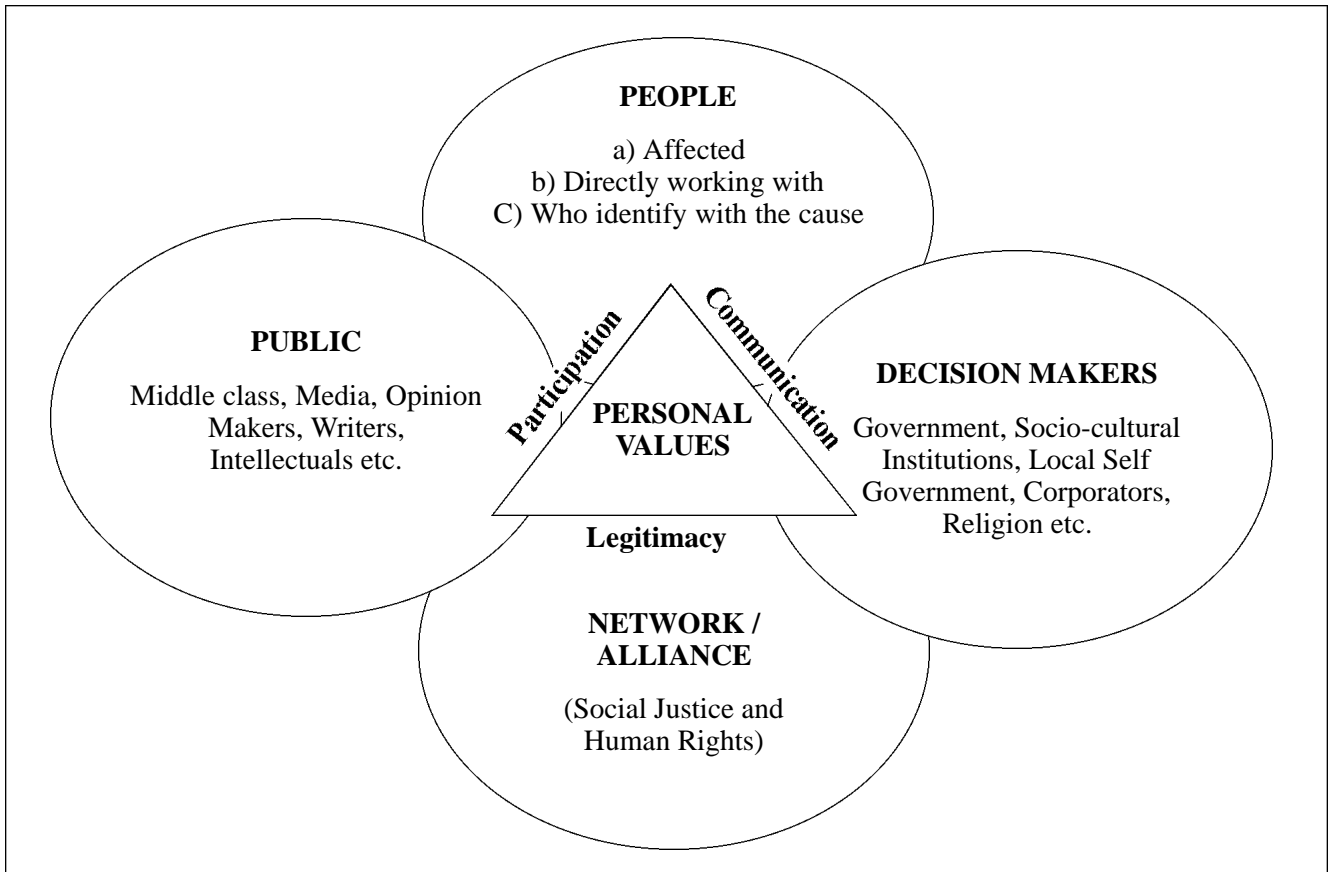 PEOPLE
a) Affected
b) Directly working with
C) Who identify with the cause
PUBLIC
Middle class, Media, Opinion
Makers, Writers,
Intellectuals etc.
Participation
Communication
PERSONAL
VALUES
Legitimacy
DECISION MAKERS
Government, Socio-cultural
Institutions, Local Self
Government, Corporators,
Religion etc.
NETWORK /
ALLIANCE
(Social Justice and
Human Rights)